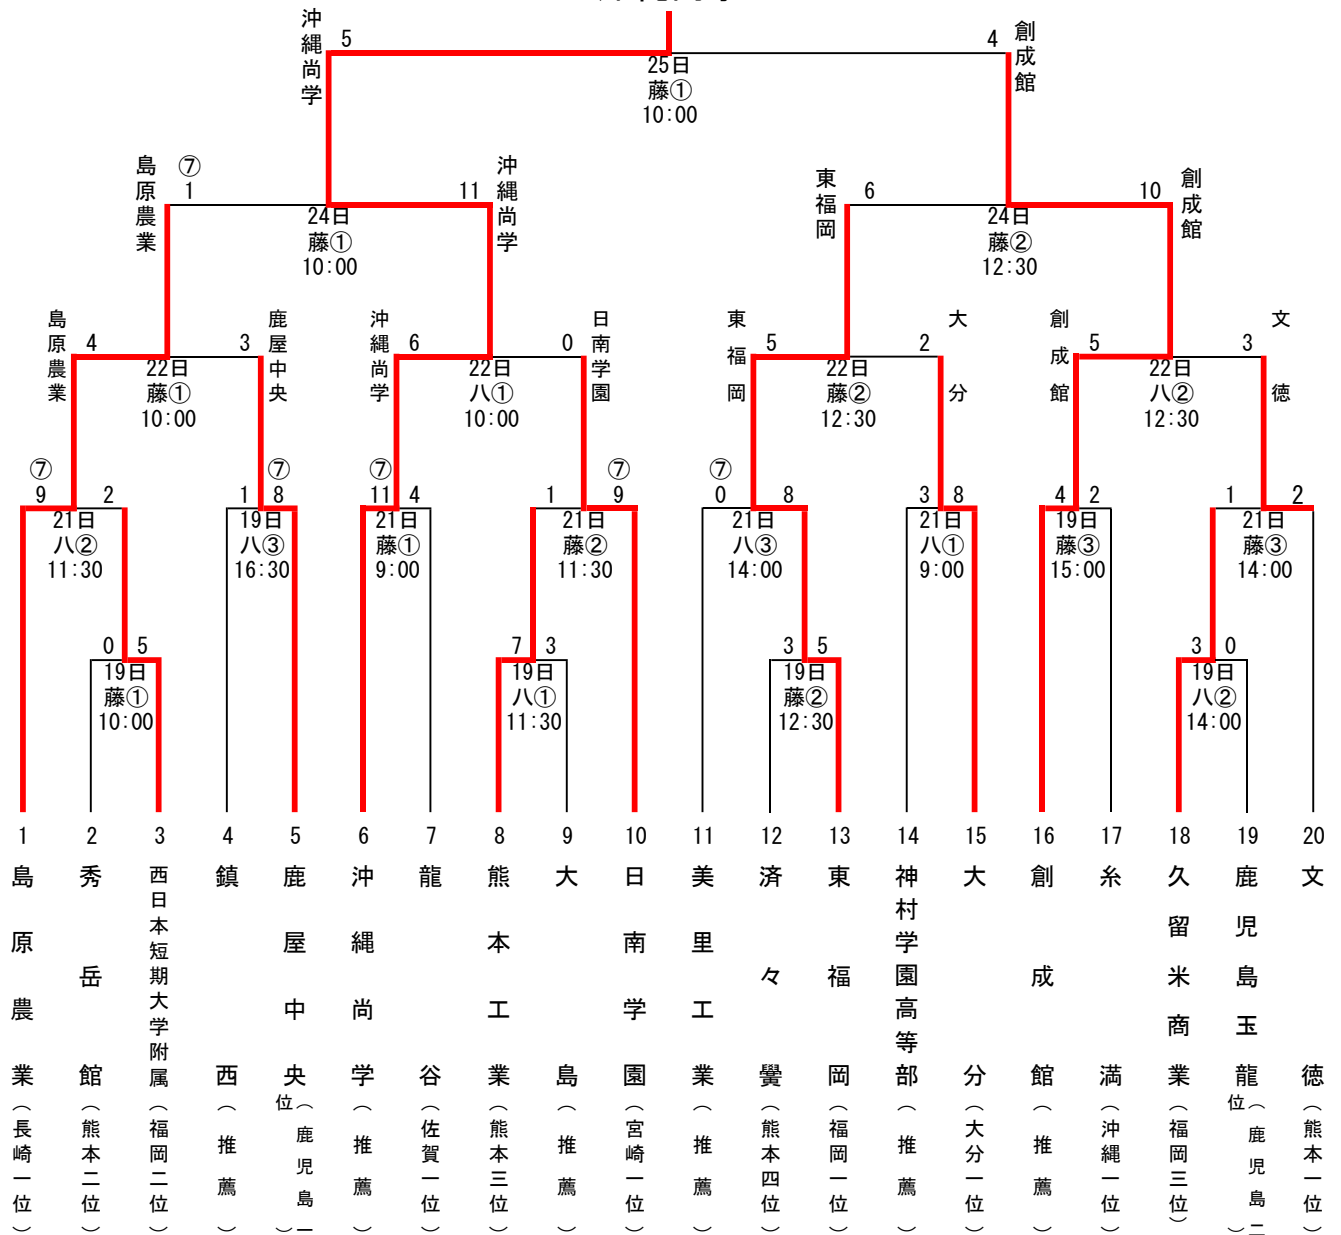 沖縄尚学
5
4
創成館
25日
藤①
10:00
島原農業
⑦
1
11
沖縄尚学
24日
藤①
10:00
東福岡
6
10
創成館
24日
藤②
12:30
島原農業
4
3
鹿屋中央
22日
藤①
10:00
沖縄尚学
6
0
日南学園
22日
八①
10:00
東福岡
5
2
大分
22日
藤②
12:30
創成館
5
3
文徳
22日
八②
12:30
⑦
9
2
21日
八②
11:30
⑦
1
8
19日
八③
16:30
⑦
11
4
21日
藤①
9:00
⑦
1
9
21日
藤②
11:30
⑦
0
8
21日
八③
14:00
3
8
21日
八①
9:00
4
2
19日
藤③
15:00
1
2
21日
藤③
14:00
0
5
19日
藤①
10:00
7
3
19日
八①
11:30
3
5
19日
藤②
12:30
3
0
19日
八②
14:00
1
島原農業
（長崎一位）
2
秀岳館
（熊本二位）
3
西日本短期大学附属
（福岡二位）
4
鎮西
（推薦）
5
鹿屋中央
（鹿児島一位）
6
沖縄尚学
（推薦）
7
龍谷
（佐賀一位）
8
熊本工業
（熊本三位）
9
大島
（推薦）
10
日南学園
（宮崎一位）
11
美里工業
（推薦）
12
済々黌
（熊本四位）
13
東福岡
（福岡一位）
14
神村学園高等部
（推薦）
15
大分
（大分一位）
16
創成館
（推薦）
17
糸満
（沖縄一位）
18
久留米商業
（福岡三位）
19
鹿児島玉龍
（鹿児島二位）
20
文徳
（熊本一位）